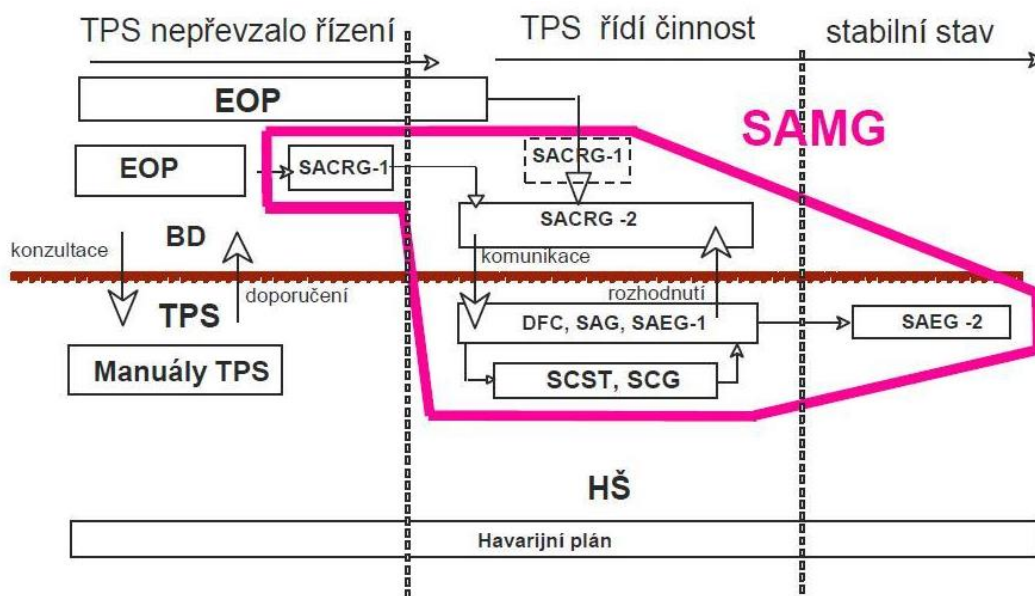 TPS nepřevzalo řízení
TPS řídí činnost
stabilní stav
EOP
SAMG
EOP
SACRG-1
SACRG-1
SACRG -2
konzultace
BD
komunikace
doporučení
rozhodnutí
TPS
DFC, SAG, SAEG-1
SAEG -2
Manuály TPS
SCST, SCG
HŠ
Havarijní plán